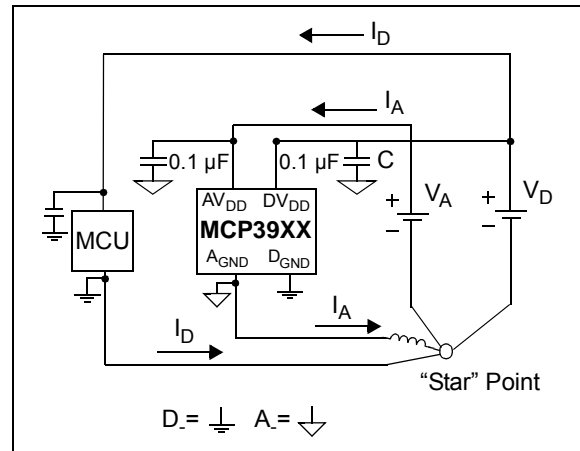 I_D
I_A
0.1 µF
0.1 µF
C
AV_DD
DV_DD
MCP39XX
A_GND
D_GND
MCU
+
−
V_A
+
−
V_D
I_A
I_D
“Star” Point
D_-=
A_-=